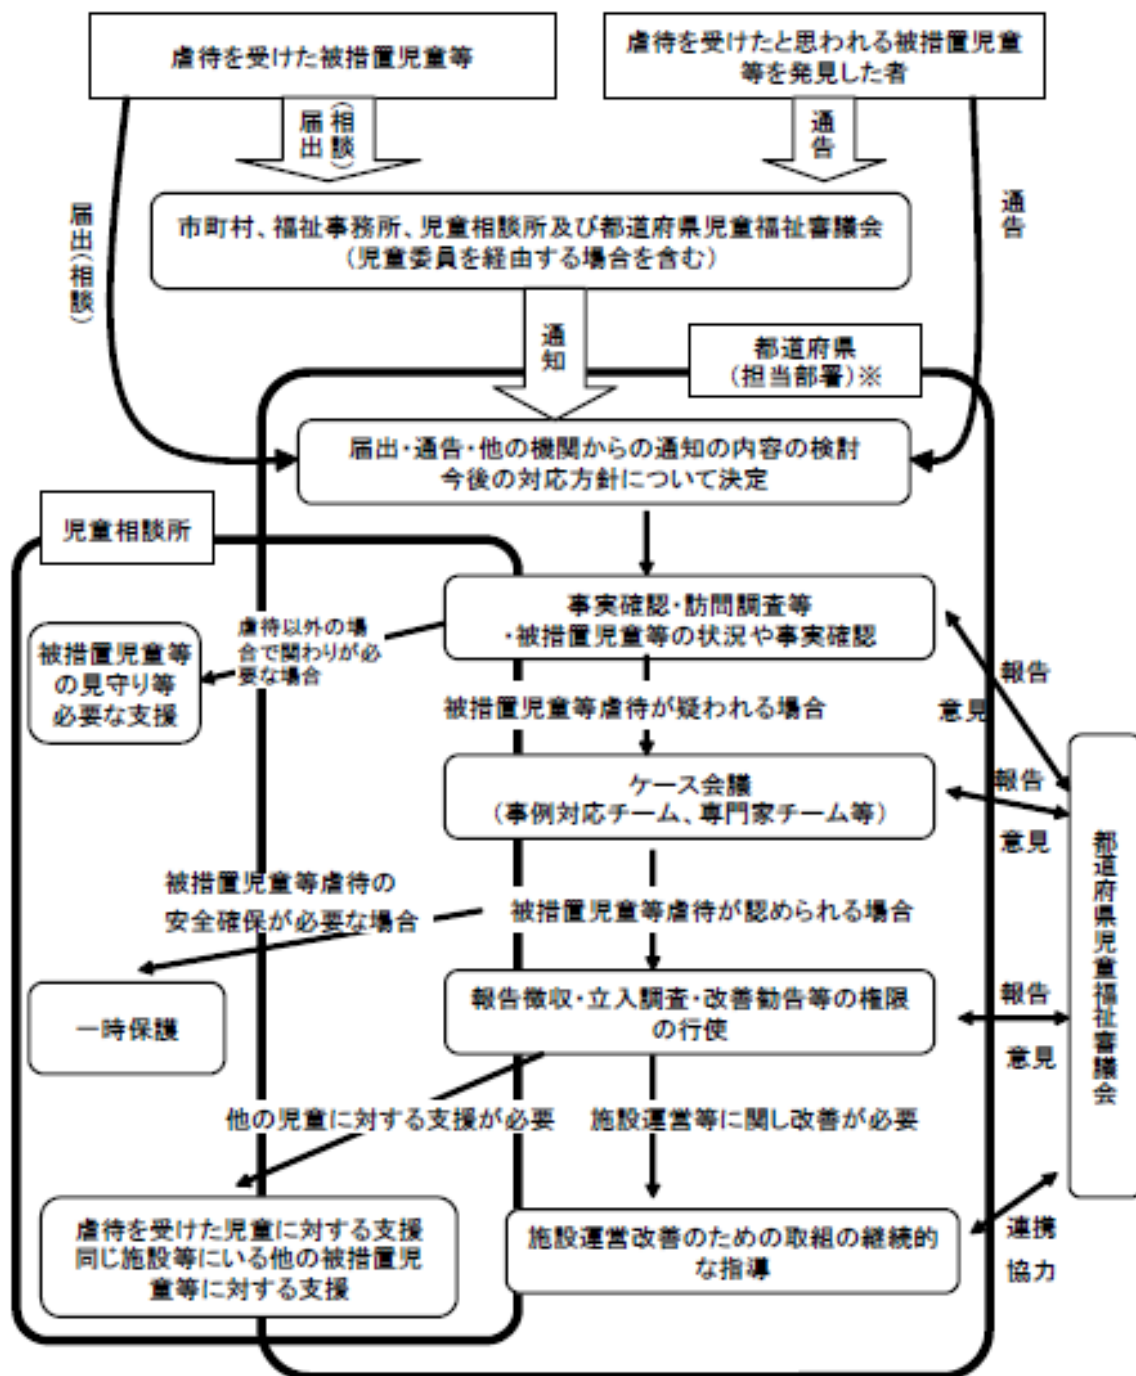 虐待を受けた被措置児童等
虐待を受けたと思われる被措置児童
等を発見した者
届出
(相談)
通告
届出(相談)
通告
市町村、福祉事務所、児童相談所及び都道府県児童福祉審議会
(児童委員を経由する場合を含む)
通知
都道府県
(担当部署)※
届出・通告・他の機関からの通知の内容の検討
今後の対応方針について決定
児童相談所
事実確認・訪問調査等
・被措置児童等の状況や事実確認
虐待以外の場
合で関わりが必
要な場合
被措置児童等
の見守り等
必要な支援
報告
意見
被措置児童等虐待が疑われる場合
ケース会議
(事例対応チーム、専門家チーム等)
報告
意見
都道府県児童福祉審議会
被措置児童等虐待の
安全確保が必要な場合
被措置児童等虐待が認められる場合
一時保護
報告徴収・立入調査・改善勧告等の権限
の行使
報告
意見
他の児童に対する支援が必要
施設運営等に関し改善が必要
虐待を受けた児童に対する支援
同じ施設等にいる他の被措置児
童等に対する支援
施設運営改善のための取組の継続的
な指導
連携
協力